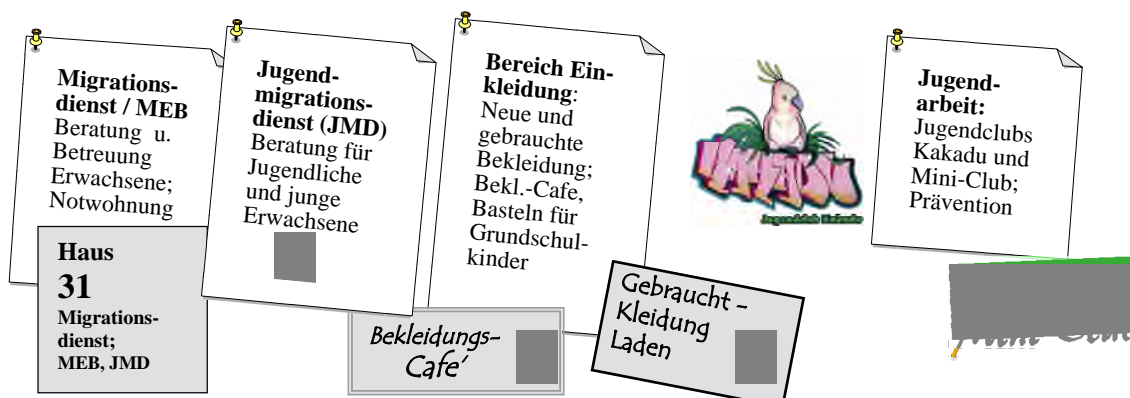 Migrations-
dienst / MEB
Beratung u.
Betreuung
Erwachsene;
Notwohnung
Haus
31
Migrations-
dienst;
MEB, JMD
Jugend-
migrations-
dienst (JMD)
Beratung für
Jugendliche
und junge
Erwachsene
Bereich Ein-
kleidung:
Neue und
gebrauchte
Bekleidung;
Bekl.-Cafe,
Basteln für
Grundschul-
kinder
Bekleidungs-
Cafe’
Gebraucht –
Kleidung
Laden
Jugendclub Kakadu
Jugend-
arbeit:
Jugendclubs
Kakadu und
Mini-Club;
Prävention